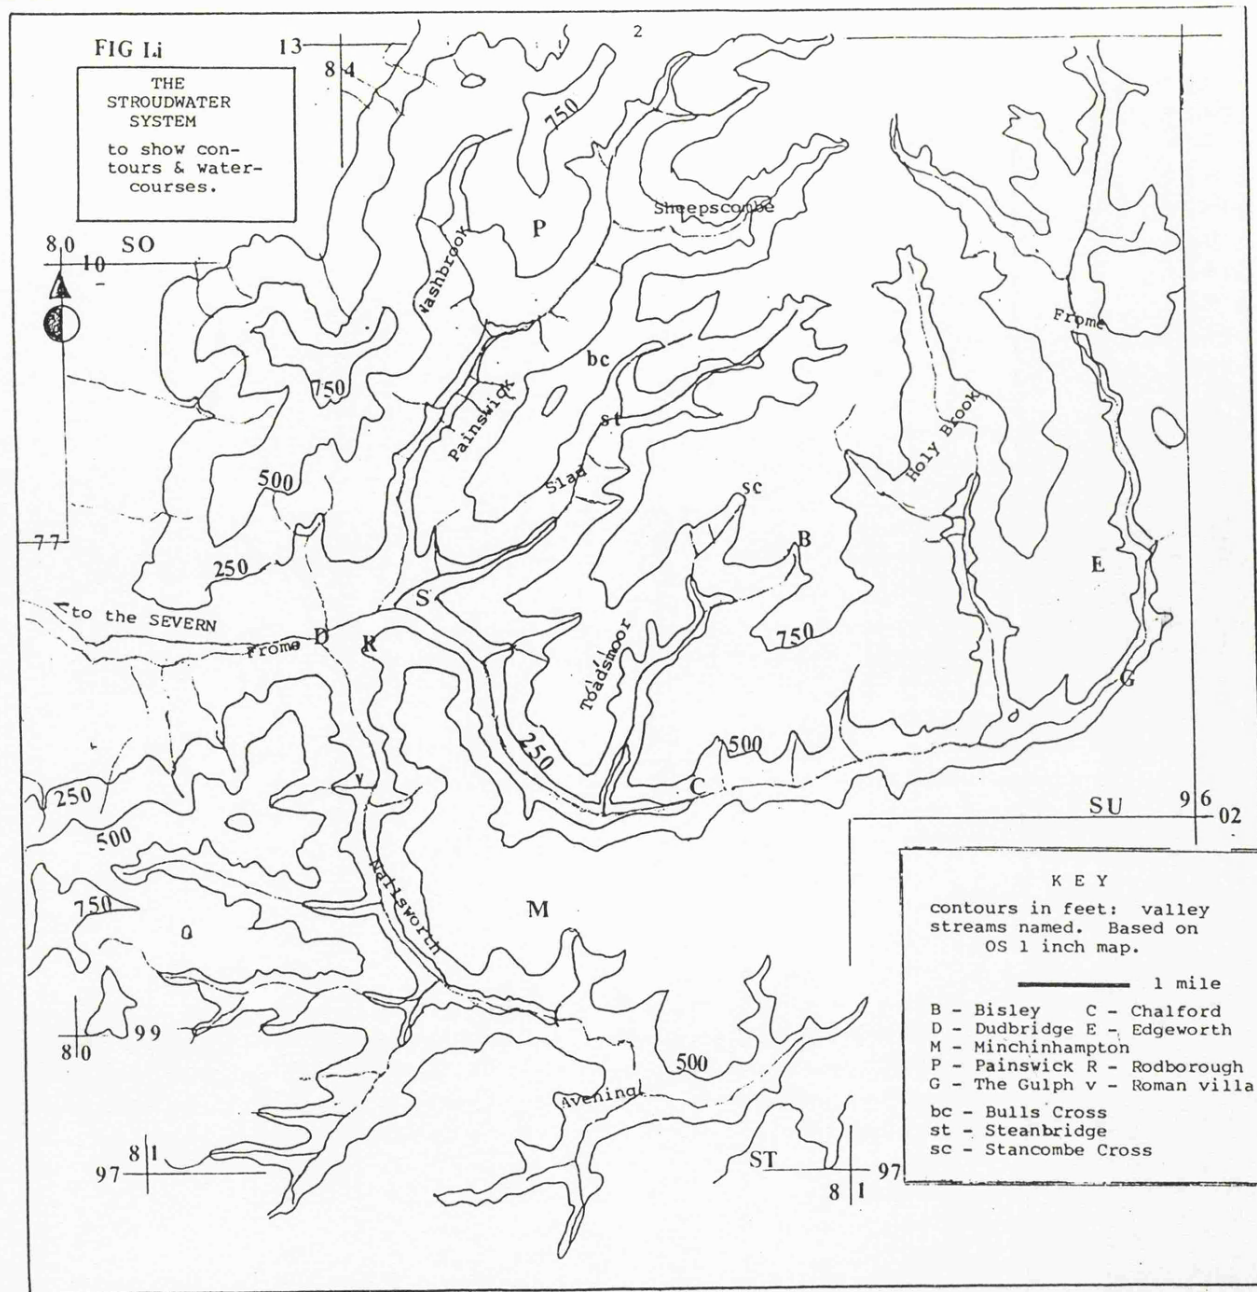 2
FIG I.i
THE
STROUDWATER
SYSTEM
to show con-
tours & water-
courses.
13
8 4
750
Sheepscombe
P
8 0
SO
10
Washbrook
Frome
750
bc
Painswick
st
Holy Brook
500
Slad
sc
B
77
250
E
S
to the SEVERN
Frome
D
R
750
Toadsmoor
G
250
500
250
v
C
SU
9 6
02
500
Nailsworth
750
M
8 0
99
500
Avening
8 1
97
ST
97
8 1
K E Y
contours in feet: valley
streams named. Based on
OS 1 inch map.
1 mile
B - Bisley C - Chalford
D - Dudbridge E - Edgeworth
M - Minchinhampton
P - Painswick R - Rodborough
G - The Gulph v - Roman villa
bc - Bulls Cross
st - Steanbridge
sc - Stancombe Cross